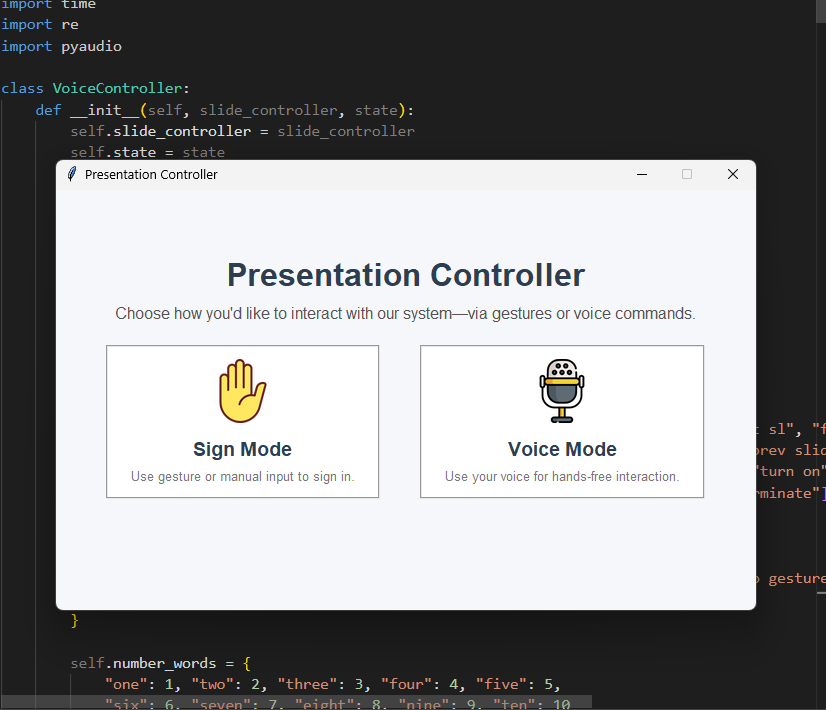 import time
import re
import pyaudio
class VoiceController:
def __init__(self, slide_controller, state):
self.slide_controller = slide_controller
self.state = state
Presentation Controller
Presentation Controller
Choose how you'd like to interact with our system—via gestures or voice commands.
Sign Mode
Use gesture or manual input to sign in.
Voice Mode
Use your voice for hands-free interaction.
sl", "f
prev slid
"turn on"
rminate"]
gesture
}
self.number_words = {
"one": 1, "two": 2, "three": 3, "four": 4, "five": 5,
"six": 6, "seven": 7, "eight": 8, "nine": 9, "ten": 10